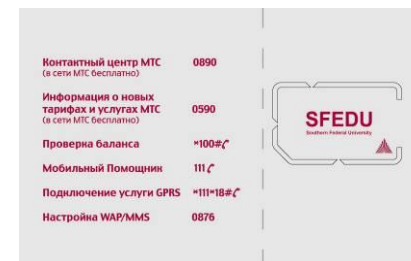 Контактный центр МТС 0890
(в сети МТС бесплатно)
Информация о новых
тарифах и услугах МТС 0590
(в сети МТС бесплатно)
Проверка баланса *100#
Мобильный Помощник 111
Подключение услуги GPRS *111*18#
Настройка WAP/MMS 0876
SFEDU
Southern Federal University